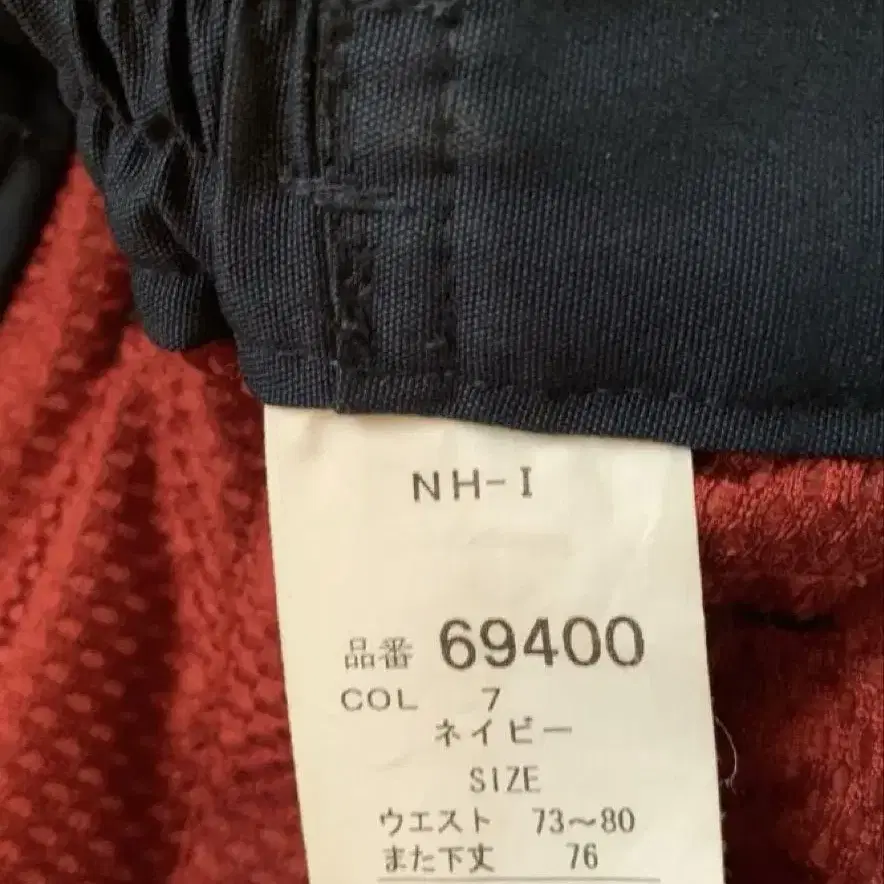 NH-I
品番 69400
COL 7
ネイビー
SIZE
ウエスト 73~80
また下丈 76